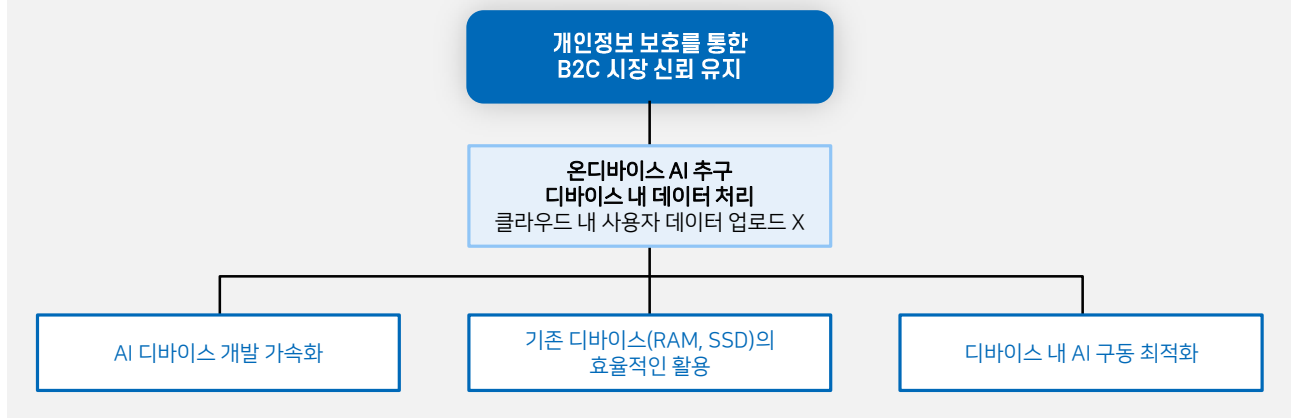 개인정보 보호를 통한
B2C 시장 신뢰 유지
온디바이스 AI 추구
디바이스 내 데이터 처리
클라우드 내 사용자 데이터 업로드 X
AI 디바이스 개발 가속화
기존 디바이스(RAM, SSD)의
효율적인 활용
디바이스 내 AI 구동 최적화